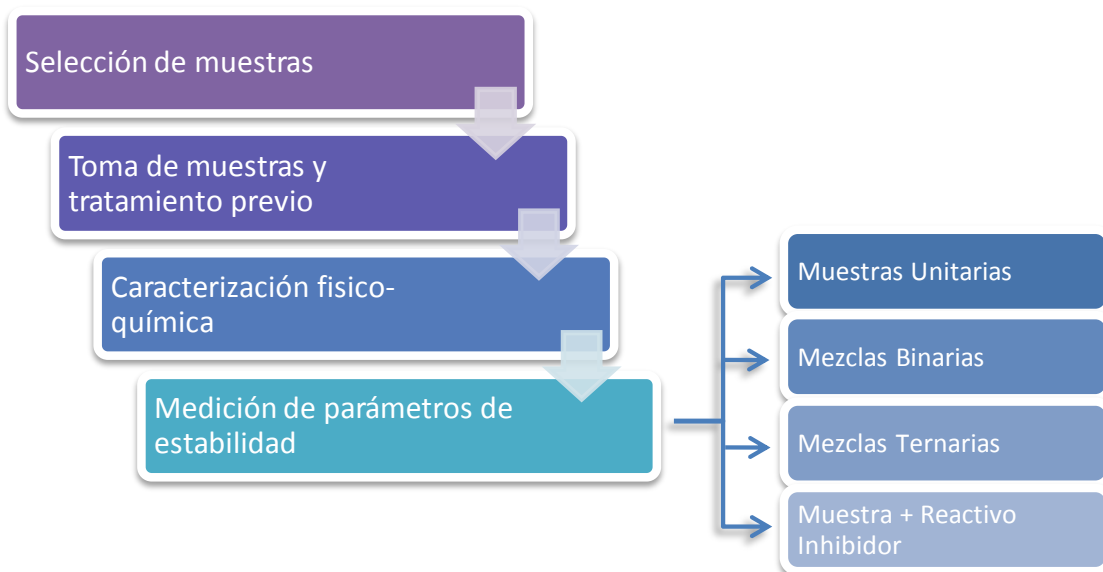 Selección de muestras
Toma de muestras y
tratamiento previo
Caracterización fisico-
química
Medición de parámetros de
estabilidad
Muestras Unitarias
Mezclas Binarias
Mezclas Ternarias
Muestra + Reactivo
Inhibidor